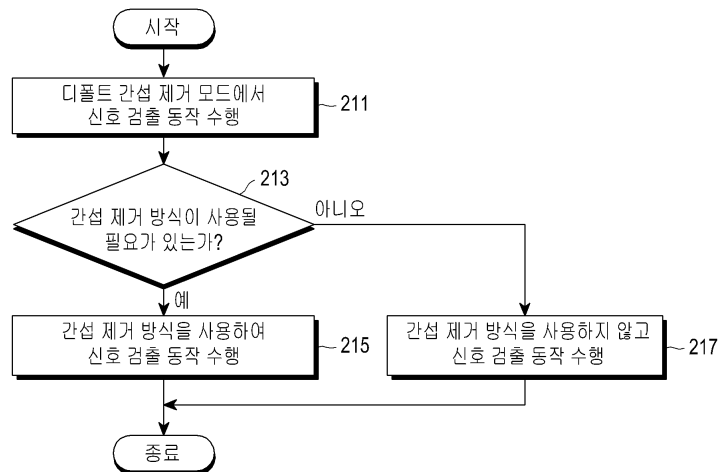 시작
디폴트 간섭 제거 모드에서
신호 검출 동작 수행
211
213
간섭 제거 방식이 사용될
필요가 있는가?
아니오
예
간섭 제거 방식을 사용하여
신호 검출 동작 수행
215
간섭 제거 방식을 사용하지 않고
신호 검출 동작 수행
217
종료